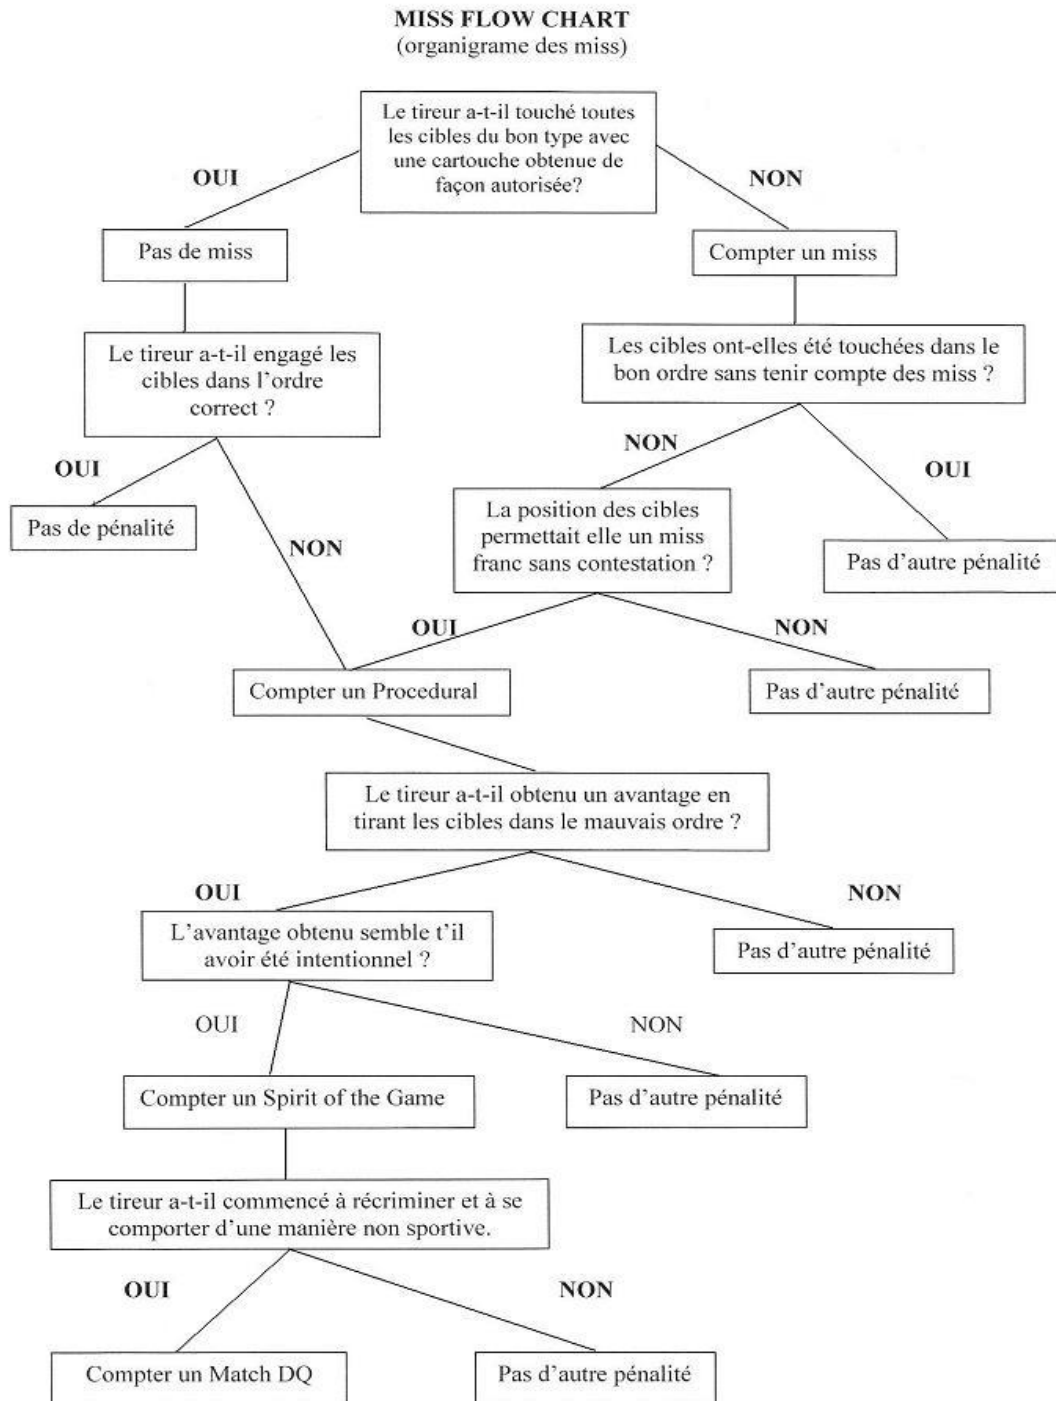 MISS FLOW CHART
(organigrame des miss)
Le tireur a-t-il touché toutes
les cibles du bon type avec
une cartouche obtenue de
façon autorisée?
OUI
NON
Pas de miss
Compter un miss
Le tireur a-t-il engagé les
cibles dans l'ordre
correct ?
Les cibles ont-elles été touchées dans le
bon ordre sans tenir compte des miss ?
OUI
NON
NON
OUI
Pas de pénalité
La position des cibles
permettait elle un miss
franc sans contestation ?
Pas d'autre pénalité
OUI
NON
Compter un Procedural
Pas d'autre pénalité
Le tireur a-t-il obtenu un avantage en
tirant les cibles dans le mauvais ordre ?
OUI
NON
L'avantage obtenu semble t'il
avoir été intentionnel ?
Pas d'autre pénalité
OUI
NON
Compter un Spirit of the Game
Pas d'autre pénalité
Le tireur a-t-il commencé à récriminer et à se
comporter d'une manière non sportive.
OUI
NON
Compter un Match DQ
Pas d'autre pénalité